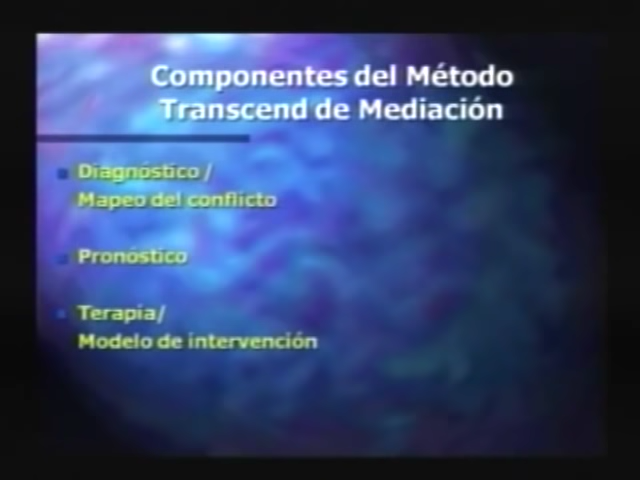 Componentes del Método
Transcend de Mediación
Diagnóstico /
Mapeo del conflicto
Pronóstico
Terapia/
Modelo de intervención